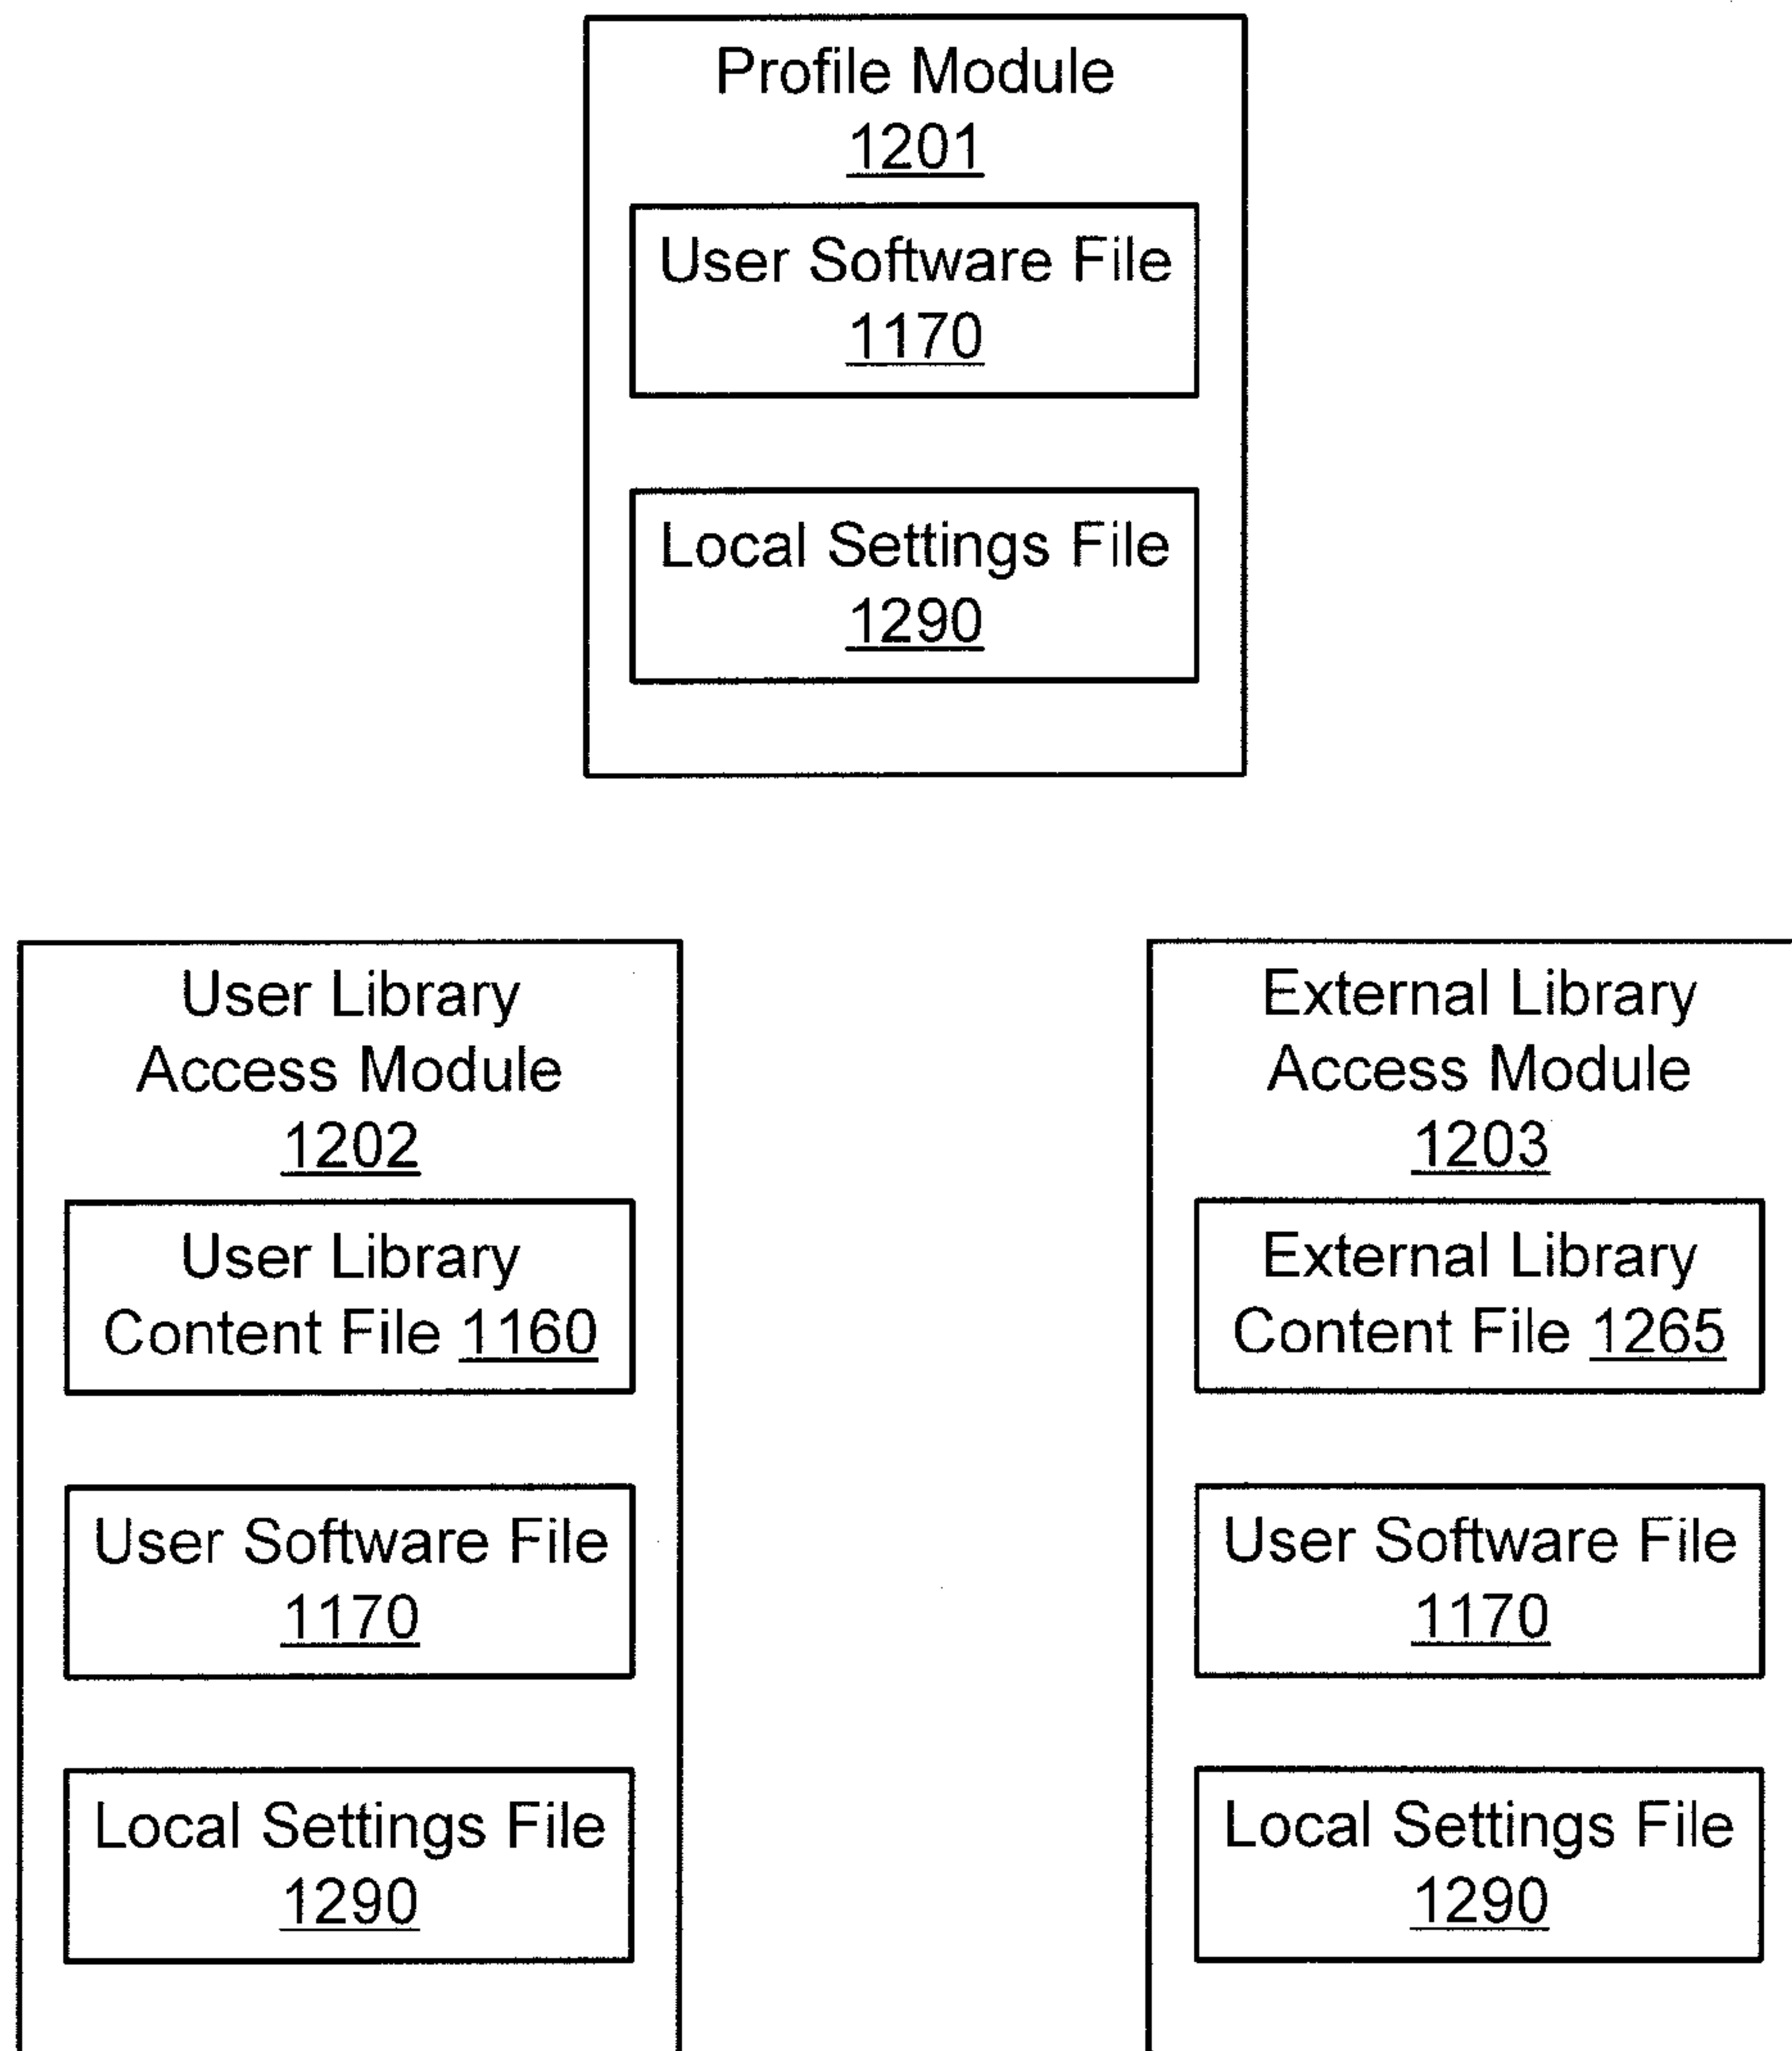 Profile Module
1201
User Software File
1170
Local Settings File
1290
User Library
Access Module
1202
User Library
Content File 1160
User Software File
1170
Local Settings File
1290
External Library
Access Module
1203
External Library
Content File 1265
User Software File
1170
Local Settings File
1290